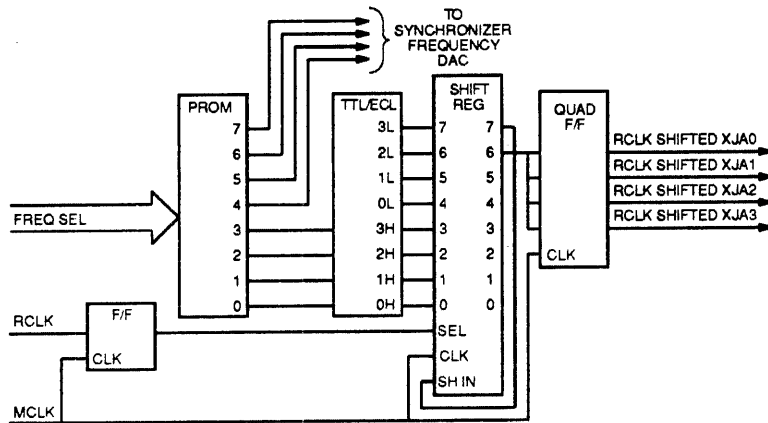 TO
SYNCHRONIZER
FREQUENCY
DAC
PROM
7
6
5
4
3
2
1
0
TTL/ECL
3L
2L
1L
0L
3H
2H
1H
0H
SHIFT
REG
7 7
6 6
5 5
4 4
3 3
2 2
1 1
0 0
SEL
CLK
SH IN
QUAD
F/F
CLK
RCLK SHIFTED XJA0
RCLK SHIFTED XJA1
RCLK SHIFTED XJA2
RCLK SHIFTED XJA3
FREQ SEL
RCLK
F/F
CLK
MCLK